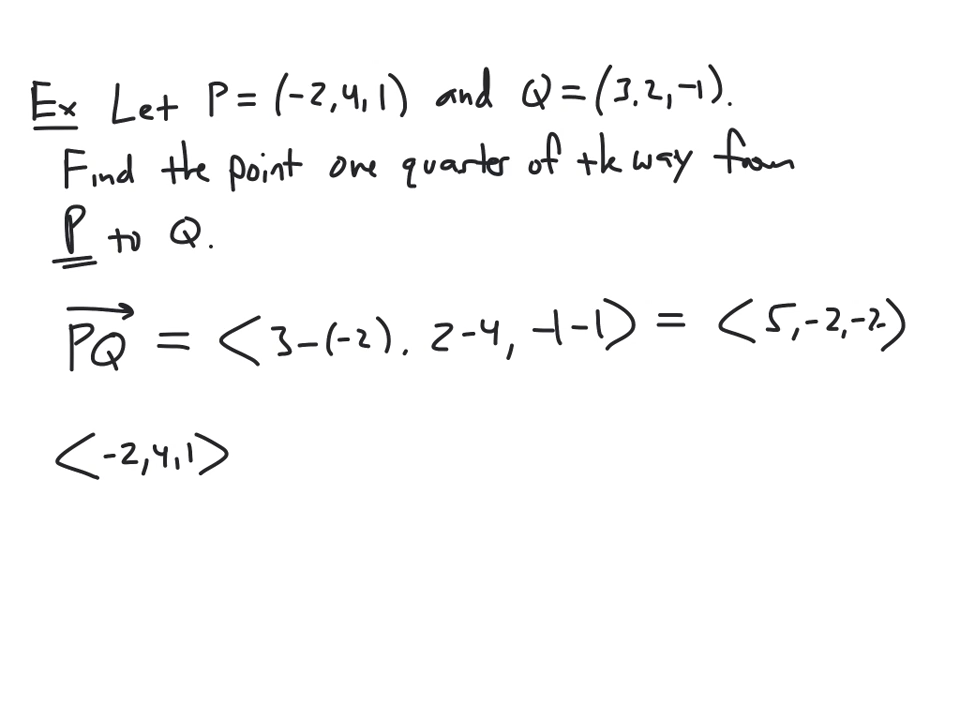 Ex Let P = (-2,4,1) and Q = (3,2,-1).
Find the point one quarter of the way from
P to Q.
PQ = <3-(-2), 2-4, -1-1> = <5,-2,-2>
<-2,4,1>